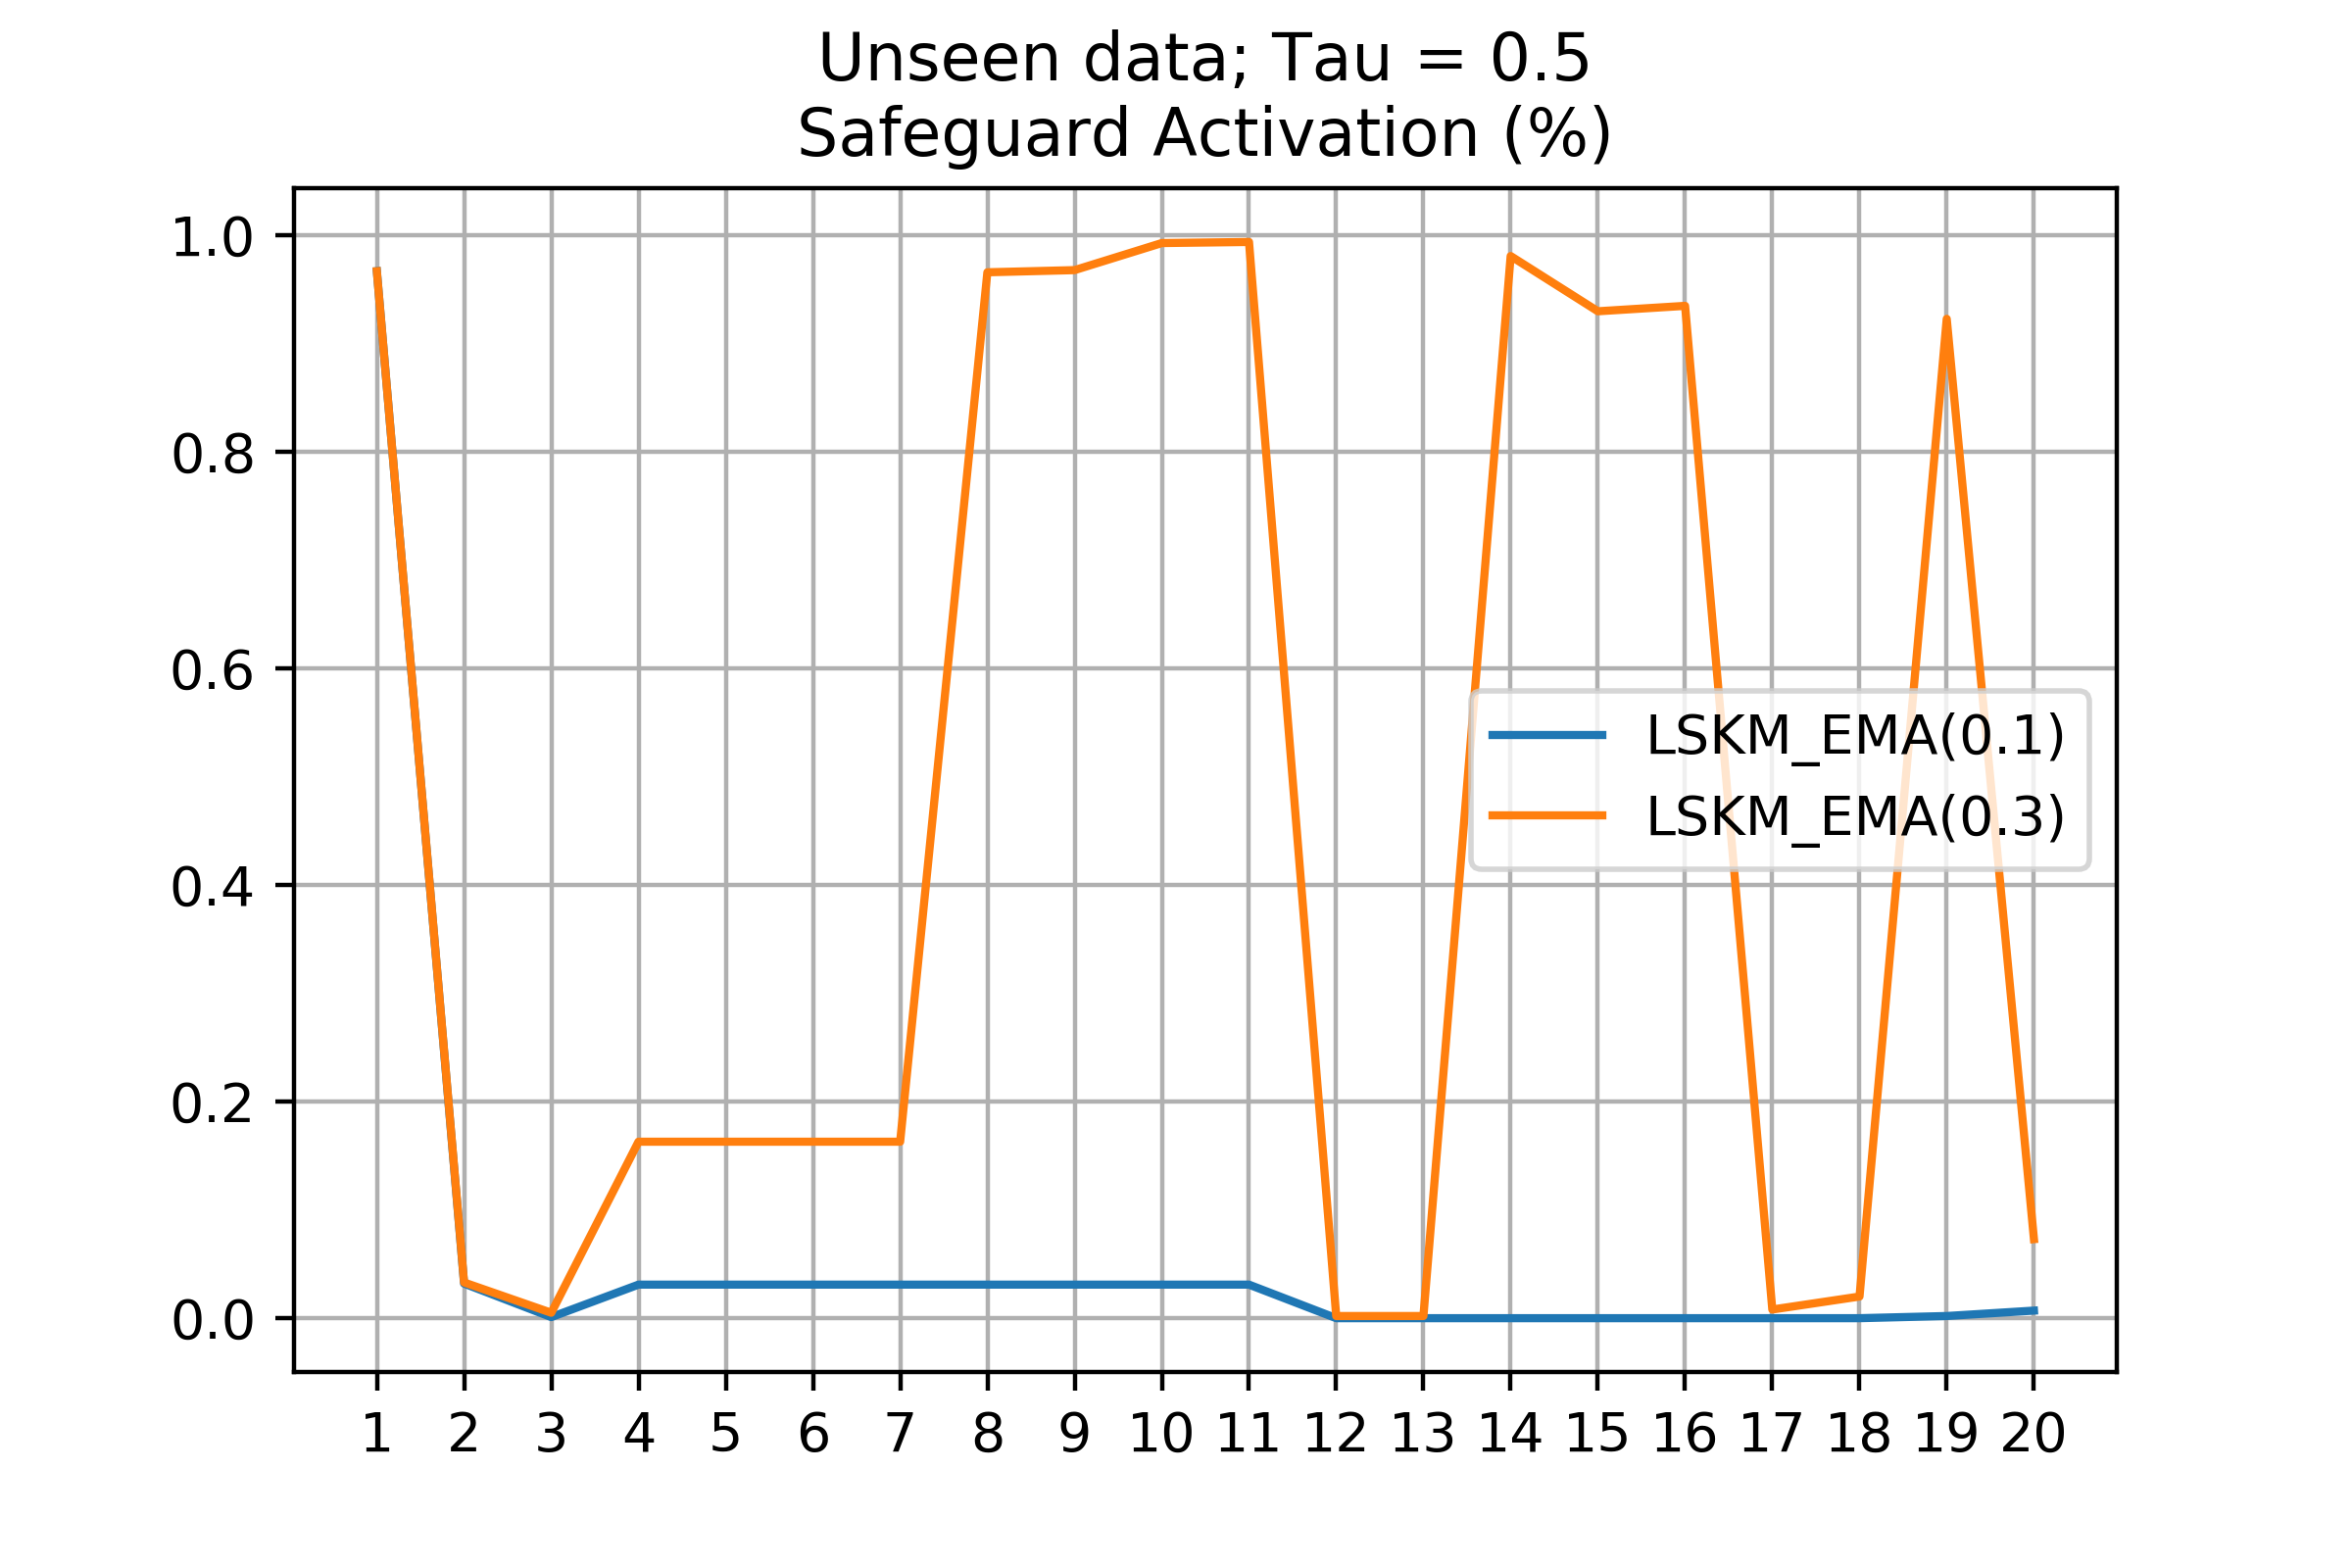 Unseen data; Tau = 0.5
Safeguard Activation (%)
1.0
0.8
0.6
0.4
0.2
0.0
LSKM_EMA(0.1)
LSKM_EMA(0.3)
1 2 3 4 5 6 7 8 9 10 11 12 13 14 15 16 17 18 19 20